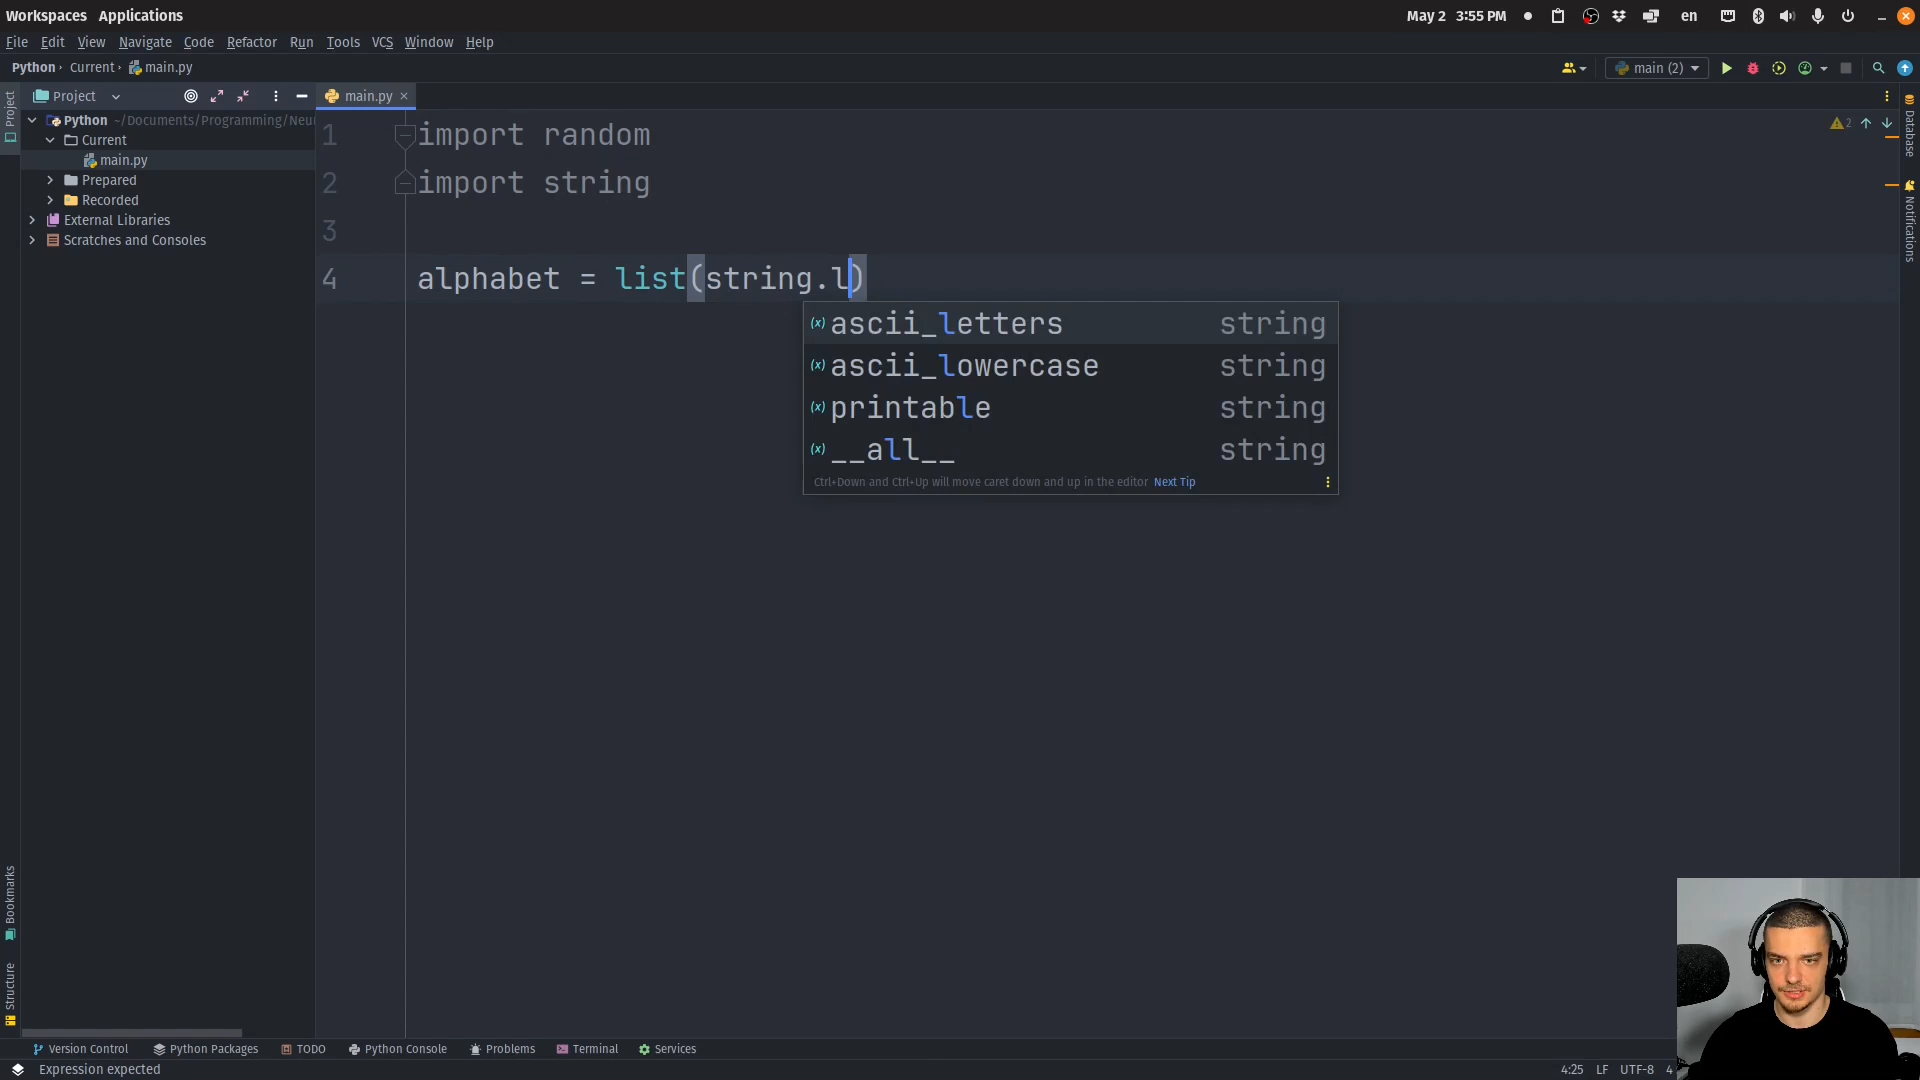 Workspaces Applications May 2 3:55 PM en
File Edit View Navigate Code Refactor Run Tools VCS Window Help
Python Current main.py main (2)
Project
Project
main.py
Python ~/Documents/Programming/Neur
Current
main.py
Prepared
Recorded
External Libraries
Scratches and Consoles
1 import random
2 import string
3
4 alphabet = list(string.l)
ascii_letters string
ascii_lowercase string
printable string
__all__ string
Ctrl+Down and Ctrl+Up will move caret down and up in the editor Next Tip
2
Database
Notifications
Bookmarks
Structure
Version Control Python Packages TODO Python Console Problems Terminal Services
Expression expected 4:25 LF UTF-8 4